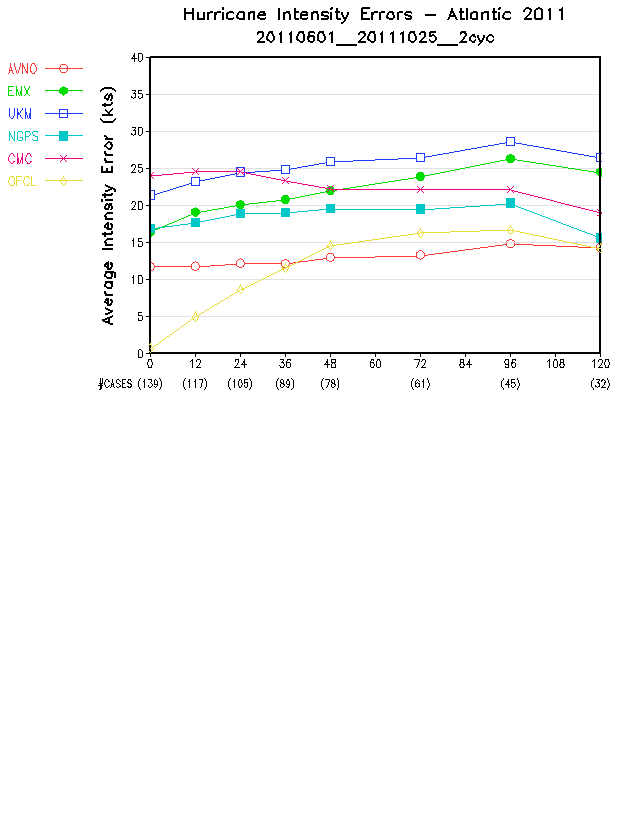 Hurricane Intensity Errors - Atlantic 2011
20110601__20111025__2cyc
AVNO
EMX
UKM
NGPS
CMC
OFCL
Average Intensity Error (kts)
40
35
30
25
20
15
10
5
0
0 12 24 36 48 60 72 84 96 108 120
#CASES (139) (117) (105) (89) (78) (61) (45) (32)